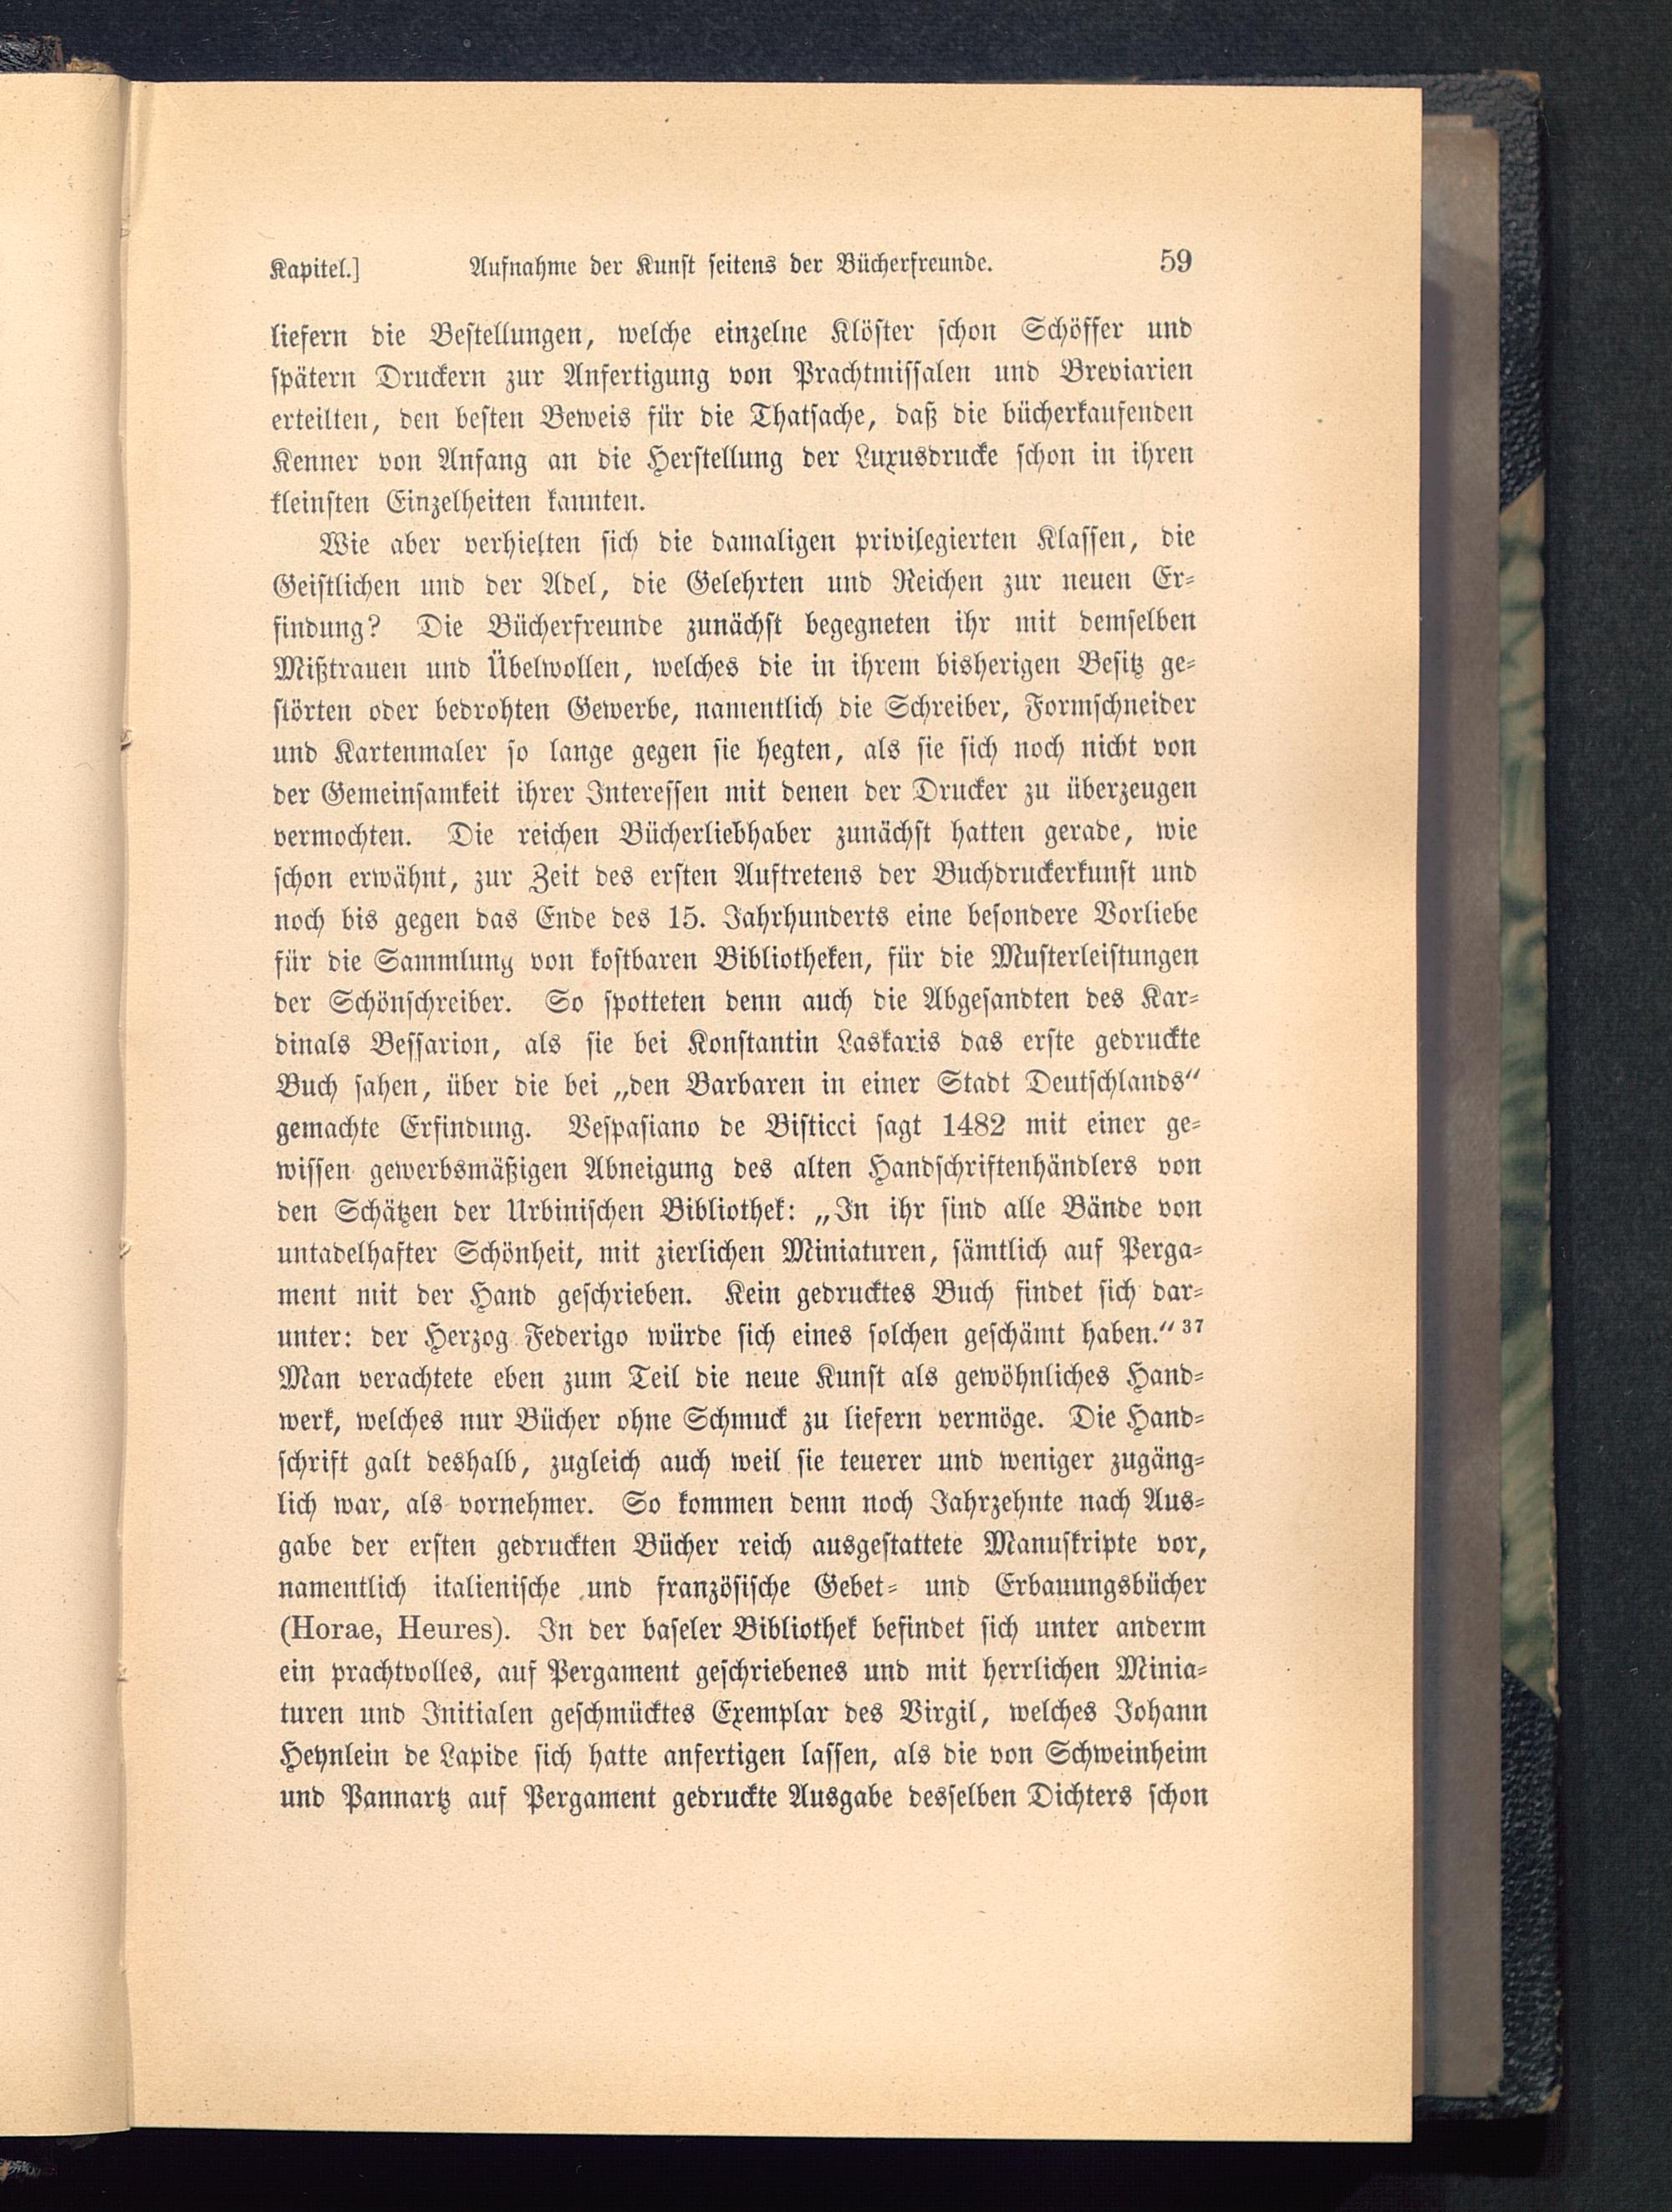 Kapitel.] Aufnahme der Kunst seitens der Bücherfreunde. 59
liefern die Bestellungen, welche einzelne Klöster schon Schöffer und
spätern Druckern zur Anfertigung von Prachtmissalen und Breviarien
erteilten, den besten Beweis für die Thatsache, daß die bücherkaufenden
Kenner von Anfang an die Herstellung der Luxusdrucke schon in ihren
kleinsten Einzelheiten kannten.
Wie aber verhielten sich die damaligen privilegierten Klassen, die
Geistlichen und der Adel, die Gelehrten und Reichen zur neuen Er-
findung? Die Bücherfreunde zunächst begegneten ihr mit demselben
Mißtrauen und Übelwollen, welches die in ihrem bisherigen Besitz ge-
störten oder bedrohten Gewerbe, namentlich die Schreiber, Formschneider
und Kartenmaler so lange gegen sie hegten, als sie sich noch nicht von
der Gemeinsamkeit ihrer Interessen mit denen der Drucker zu überzeugen
vermochten. Die reichen Bücherliebhaber zunächst hatten gerade, wie
schon erwähnt, zur Zeit des ersten Auftretens der Buchdruckerkunst und
noch bis gegen das Ende des 15. Jahrhunderts eine besondere Vorliebe
für die Sammlung von kostbaren Bibliotheken, für die Musterleistungen
der Schönschreiber. So spotteten denn auch die Abgesandten des Kar-
dinals Bessarion, als sie bei Konstantin Laskaris das erste gedruckte
Buch sahen, über die bei „den Barbaren in einer Stadt Deutschlands“
gemachte Erfindung. Vespasiano de Bisticci sagt 1482 mit einer ge-
wissen gewerbsmäßigen Abneigung des alten Handschriftenhändlers von
den Schätzen der Urbinischen Bibliothek: „In ihr sind alle Bände von
untadelhafter Schönheit, mit zierlichen Miniaturen, sämtlich auf Perga-
ment mit der Hand geschrieben. Kein gedrucktes Buch findet sich dar-
unter: der Herzog Federigo würde sich eines solchen geschämt haben.“ 37
Man verachtete eben zum Teil die neue Kunst als gewöhnliches Hand-
werk, welches nur Bücher ohne Schmuck zu liefern vermöge. Die Hand-
schrift galt deshalb, zugleich auch weil sie teuerer und weniger zugäng-
lich war, als vornehmer. So kommen denn noch Jahrzehnte nach Aus-
gabe der ersten gedruckten Bücher reich ausgestattete Manuskripte vor,
namentlich italienische und französische Gebet- und Erbauungsbücher
(Horae, Heures). In der baseler Bibliothek befindet sich unter anderm
ein prachtvolles, auf Pergament geschriebenes und mit herrlichen Minia-
turen und Initialen geschmücktes Exemplar des Virgil, welches Johann
Heynlein de Lapide sich hatte anfertigen lassen, als die von Schweinheim
und Pannartz auf Pergament gedruckte Ausgabe desselben Dichters schon